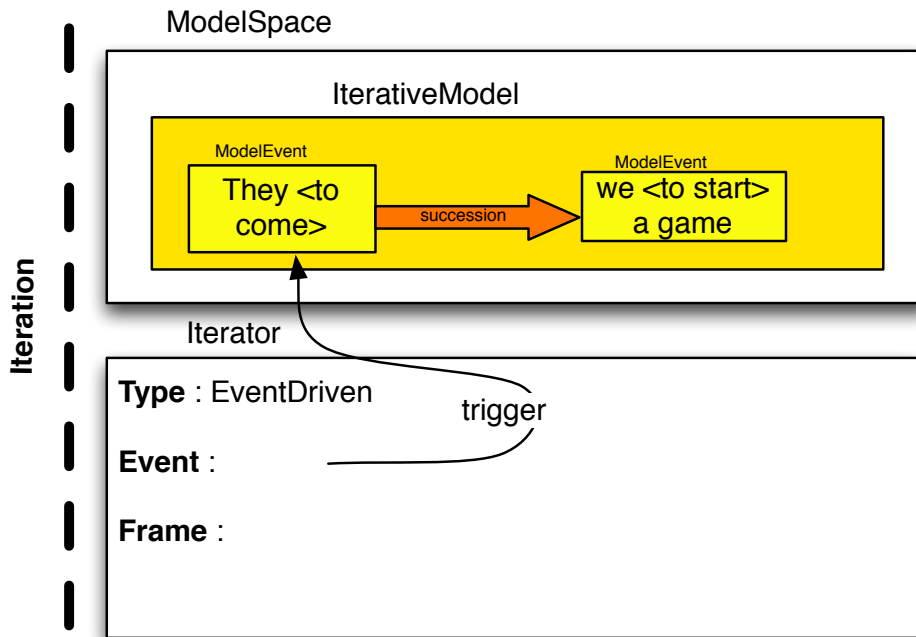 ModelSpace
IterativeModel
ModelEvent
They <to
come>
succession
ModelEvent
we <to start>
a game
Iteration
Iterator
Type : EventDriven
trigger
Event :
Frame :